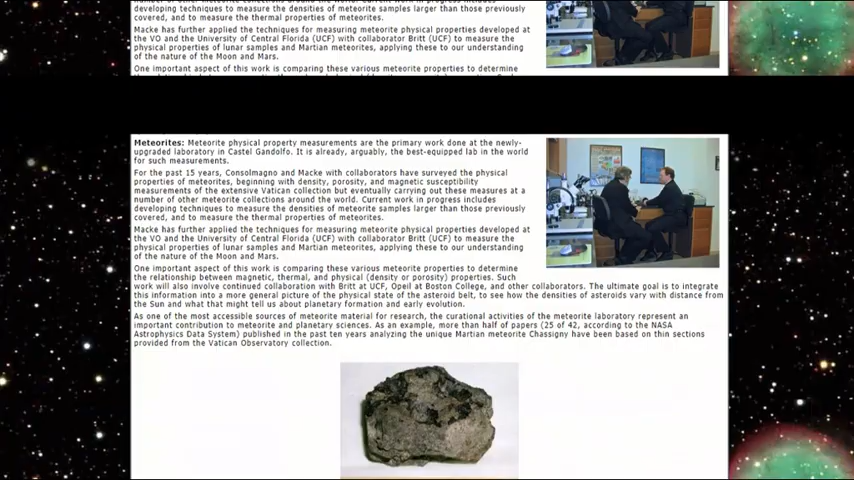 developing techniques to measure the densities of meteorite samples larger than those previously
covered, and to measure the thermal properties of meteorites.
Macke has further applied the techniques for measuring meteorite physical properties developed at
the VO and the University of Central Florida (UCF) with collaborator Britt (UCF) to measure the
physical properties of lunar samples and Martian meteorites, applying these to our understanding
of the nature of the Moon and Mars.
One important aspect of this work is comparing these various meteorite properties to determine
Meteorites: Meteorite physical property measurements are the primary work done at the newly-
upgraded laboratory in Castel Gandolfo. It is already, arguably, the best-equipped lab in the world
for such measurements.
For the past 15 years, Consolmagno and Macke with collaborators have surveyed the physical
properties of meteorites, beginning with density, porosity, and magnetic susceptibility
measurements of the extensive Vatican collection but eventually carrying out these measures at a
number of other meteorite collections around the world. Current work in progress includes
developing techniques to measure the densities of meteorite samples larger than those previously
covered, and to measure the thermal properties of meteorites.
Macke has further applied the techniques for measuring meteorite physical properties developed at
the VO and the University of Central Florida (UCF) with collaborator Britt (UCF) to measure the
physical properties of lunar samples and Martian meteorites, applying these to our understanding
of the nature of the Moon and Mars.
One important aspect of this work is comparing these various meteorite properties to determine
the relationship between magnetic, thermal, and physical (density or porosity) properties. Such
work will also involve continued collaboration with Britt at UCF, Opeil at Boston College, and other collaborators. The ultimate goal is to integrate
this information into a more general picture of the physical state of the asteroid belt, to see how the densities of asteroids vary with distance from
the Sun and what that might tell us about planetary formation and early evolution.
As one of the most accessible sources of meteorite material for research, the curational activities of the meteorite laboratory represent an
important contribution to meteorite and planetary sciences. As an example, more than half of papers (25 of 42, according to the NASA
Astrophysics Data System) published in the past ten years analyzing the unique Martian meteorite Chassigny have been based on thin sections
provided from the Vatican Observatory collection.